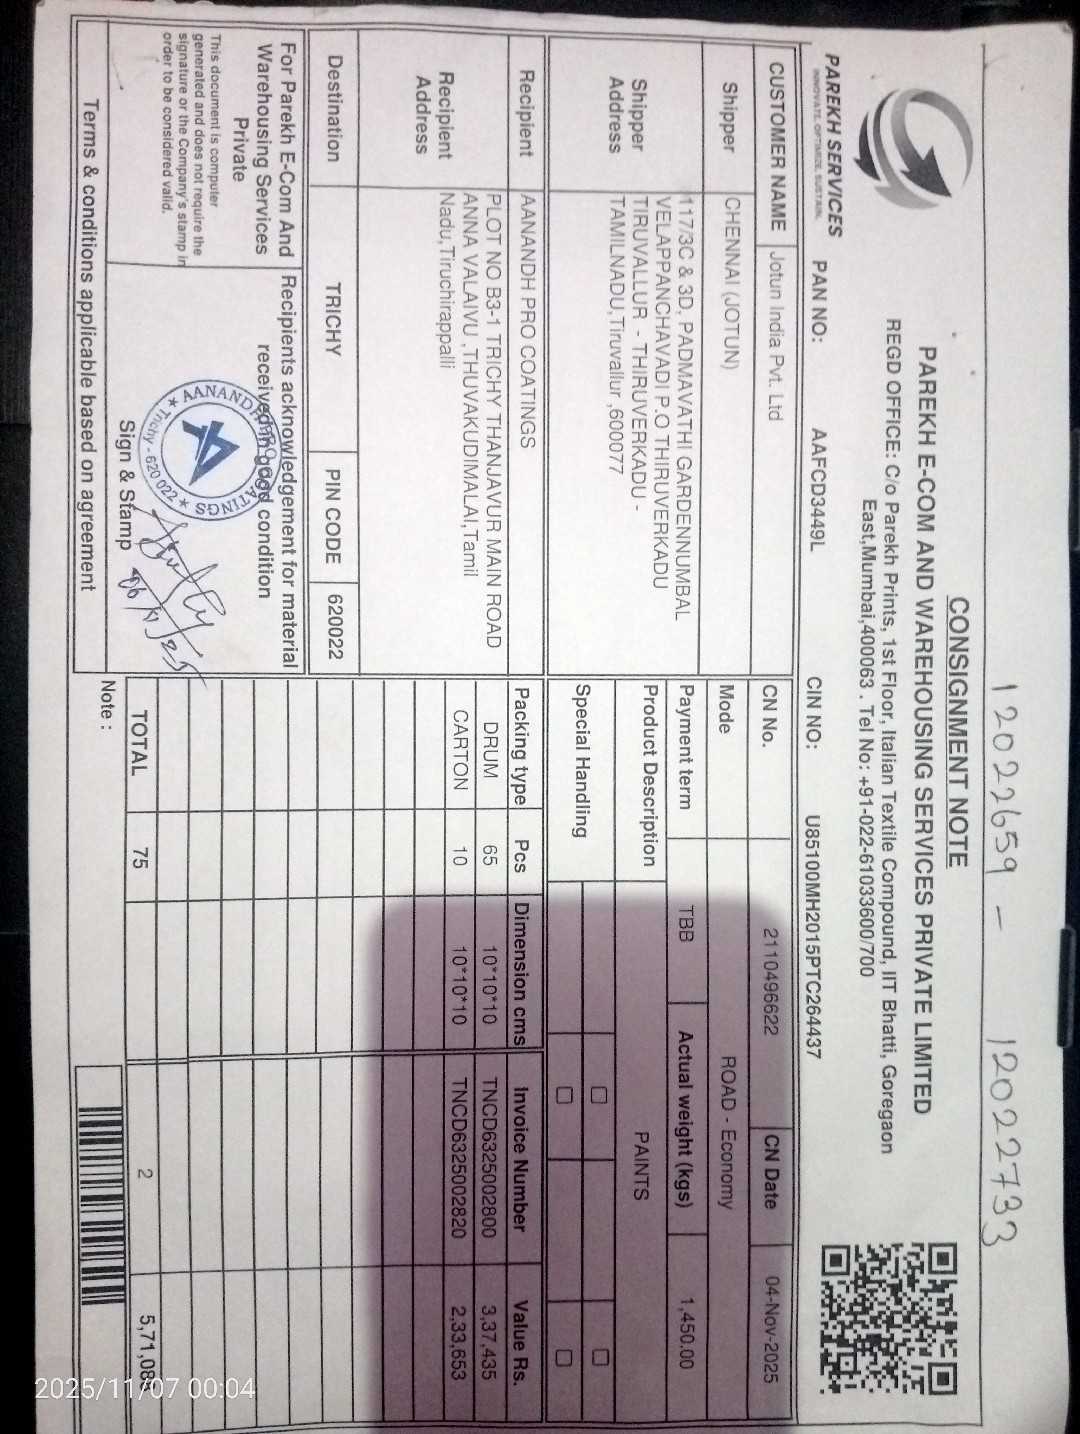 12022659 - 12022733
CONSIGNMENT NOTE
PAREKH E-COM AND WAREHOUSING SERVICES PRIVATE LIMITED
REGD OFFICE: C/o Parekh Prints, 1st Floor, Italian Textile Compound, IIT Bhatti, Goregaon
East,Mumbai,400063 . Tel No: +91-022-61033600/700
PAREKH SERVICES
INNOVATE. OPTIMIZE. SUSTAIN.
PAN NO: AAFCD3449L CIN NO: U85100MH2015PTC264437
CUSTOMER NAME Jotun India Pvt. Ltd
Shipper CHENNAI (JOTUN)
Shipper Address
117/3C & 3D, PADMAVATHI GARDENNUMBAL
VELAPPANCHAVADI P.O THIRUVERKADU
TIRUVALLUR - THIRUVERKADU -
TAMILNADU,Tiruvallur ,600077
Recipient AANANDH PRO COATINGS
Recipient Address
PLOT NO B3-1 TRICHY THANJAVUR MAIN ROAD
ANNA VALAIVU ,THUVAKUDIMALAI,Tamil
Nadu,Tiruchirappalli
Destination TRICHY PIN CODE 620022
CN No. 2110496622 CN Date 04-Nov-2025
Mode ROAD - Economy
Payment term TBB Actual weight (kgs) 1,450.00
Product Description PAINTS
Special Handling
Packing type Pcs Dimension cms Invoice Number Value Rs.
DRUM 65 10*10*10 TNCD6325002800 3,37,435
CARTON 10 10*10*10 TNCD6325002820 2,33,653
TOTAL 75 2 5,71,088
For Parekh E-Com And
Warehousing Services
Private
This document is computer
generated and does not require the
signature or the Company's stamp in
order to be considered valid.
Recipients acknowledgement for material
received in good condition
AANANDH PRO COATINGS
Trichy - 620 022
06/11/25
Sign & Stamp
Terms & conditions applicable based on agreement
Note :
2025/11/07 00:04